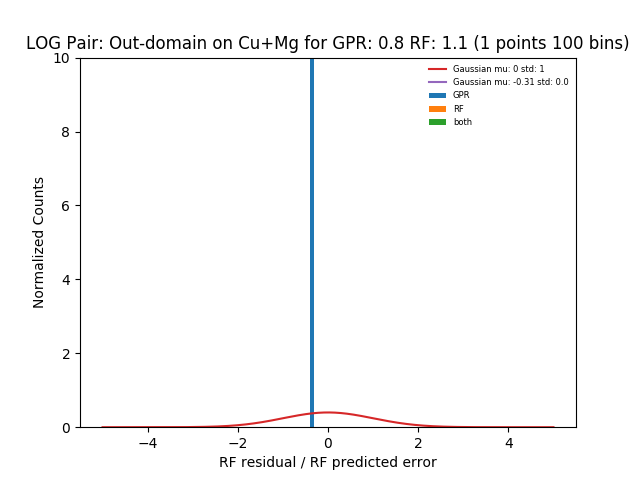 LOG Pair: Out-domain on Cu+Mg for GPR: 0.8 RF: 1.1 (1 points 100 bins)
Gaussian mu: 0 std: 1
Gaussian mu: -0.31 std: 0.0
GPR
RF
both
Normalized Counts
10
8
6
4
2
0
−4
−2
0
2
4
RF residual / RF predicted error